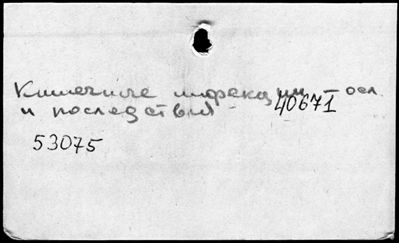 Кишечные инфекции – осл.
и последствия 40671
53075